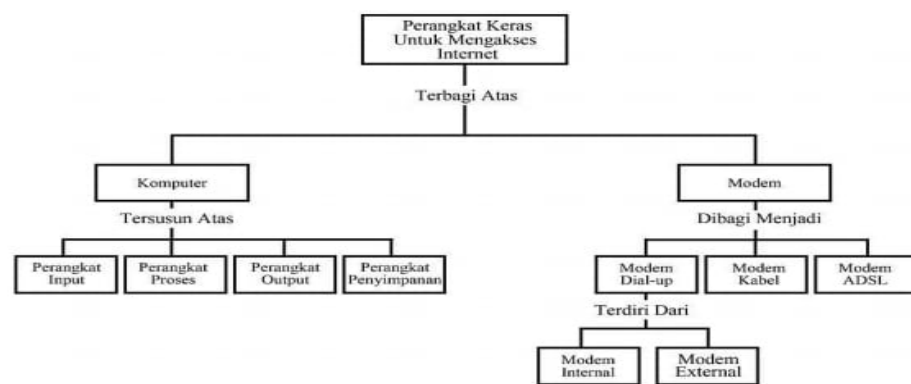 Perangkat Keras
Untuk Mengakses
Internet
Terbagi Atas
Komputer
Modem
Tersusun Atas
Dibagi Menjadi
Perangkat
Input
Perangkat
Proses
Perangkat
Output
Perangkat
Penyimpanan
Modem
Dial-up
Modem
Kabel
Modem
ADSL
Terdiri Dari
Modem
Internal
Modem
External